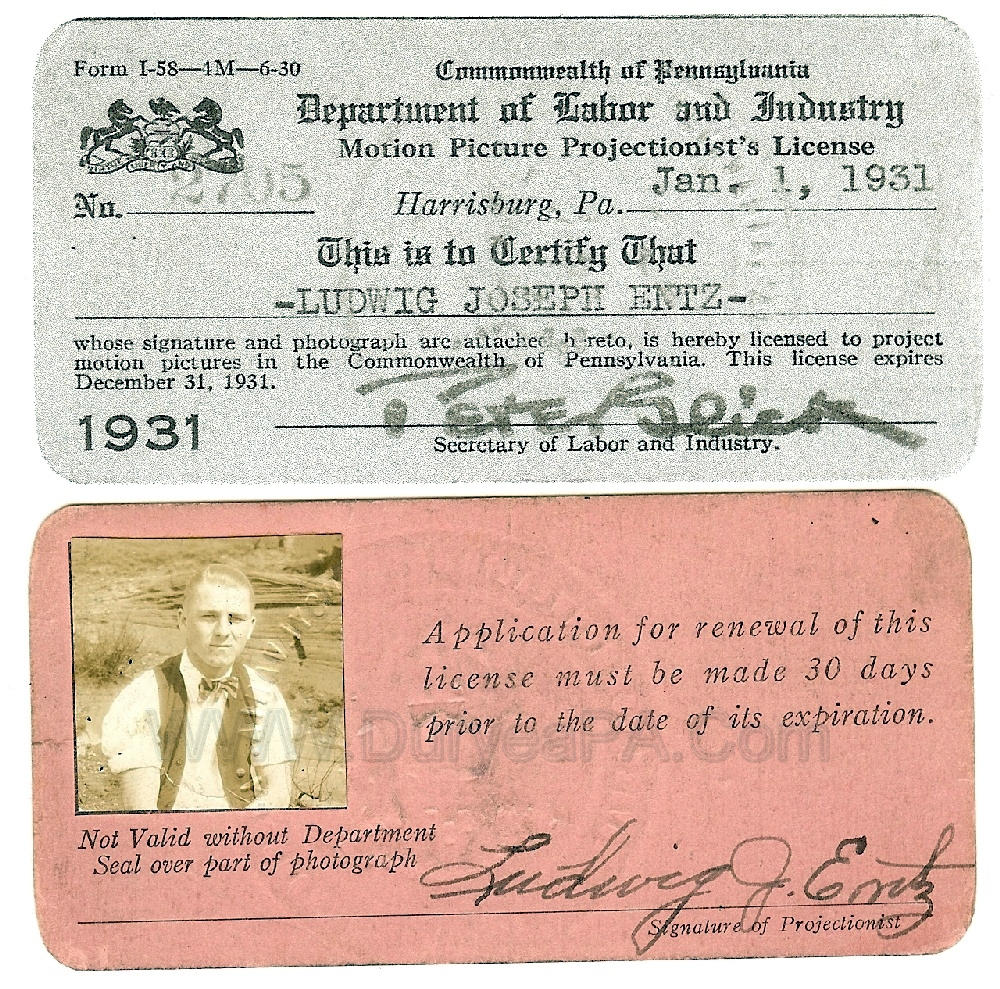 Form I-58—4M—6-30
Commonwealth of Pennsylvania
Department of Labor and Industry
Motion Picture Projectionist's License
No. 2705
Harrisburg, Pa. Jan. 1, 1931
This is to Certify That
-LUDWIG JOSEPH ENTZ-
whose signature and photograph are attached hereto, is hereby licensed to project
motion pictures in the Commonwealth of Pennsylvania. This license expires
December 31, 1931.
1931
Peter Glick
Secretary of Labor and Industry.
Application for renewal of this
license must be made 30 days
prior to the date of its expiration.
www.DuryeaPA.Com
Not Valid without Department
Seal over part of photograph
Ludwig J. Entz
Signature of Projectionist